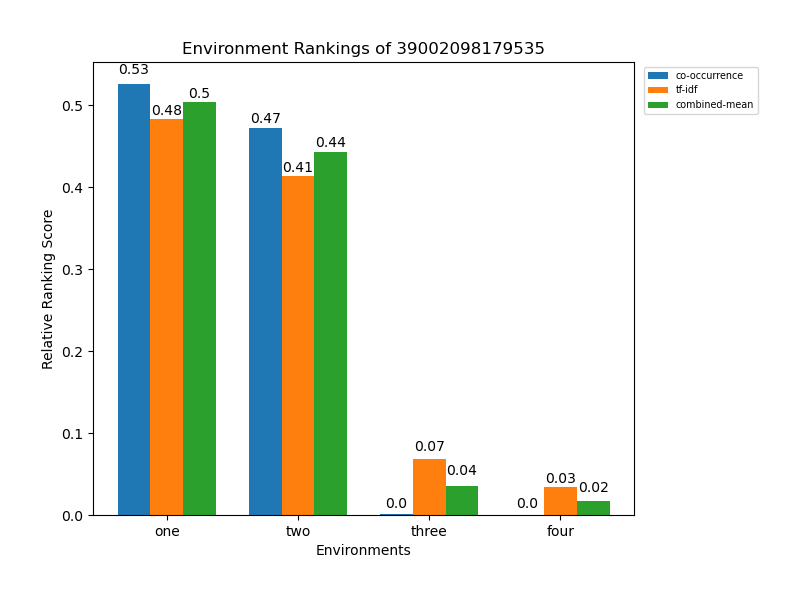 Environment Rankings of 39002098179535
co-occurrence
tf-idf
combined-mean
Relative Ranking Score
0.5
0.4
0.3
0.2
0.1
0.0
0.53
0.48
0.5
0.47
0.41
0.44
0.0
0.07
0.04
0.0
0.03
0.02
one two three four
Environments